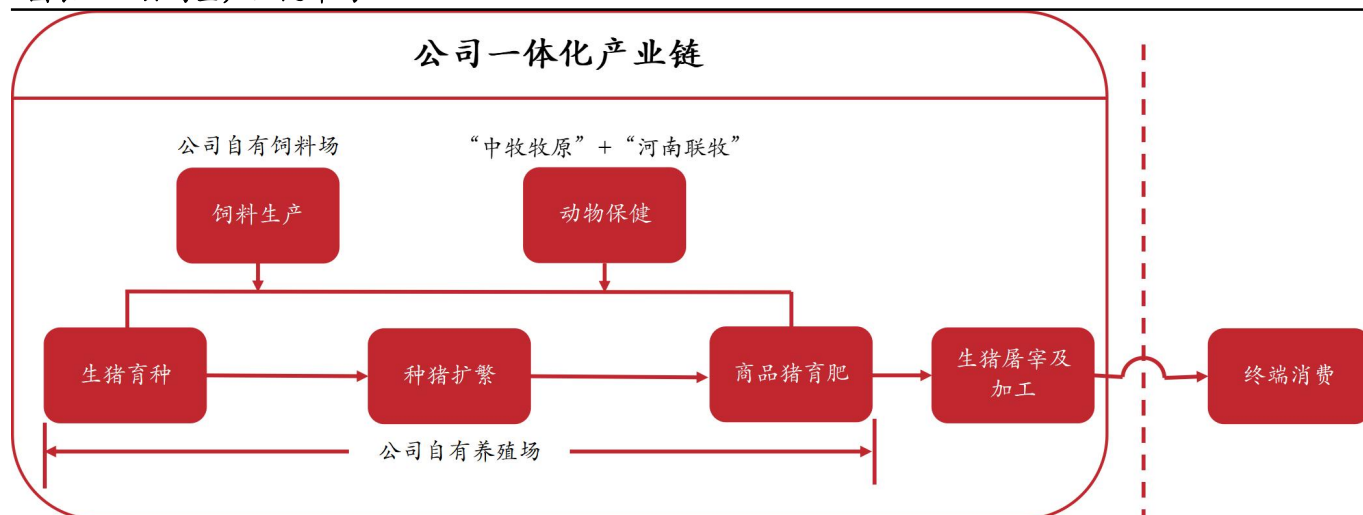 公司一体化产业链
公司自有饲料场
“中牧牧原”+“河南联牧”
饲料生产
动物保健
生猪育种
种猪扩繁
商品猪育肥
生猪屠宰及
加工
终端消费
公司自有养殖场